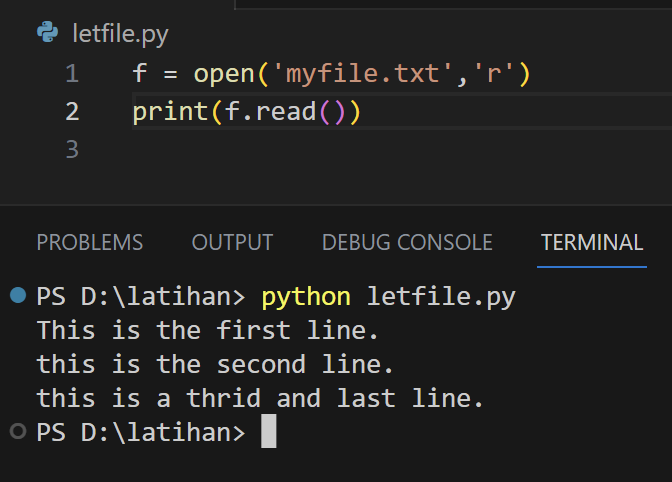 letfile.py
1 f = open('myfile.txt','r')
2 print(f.read())
3
PROBLEMS OUTPUT DEBUG CONSOLE TERMINAL
PS D:\latihan> python letfile.py
This is the first line.
this is the second line.
this is a thrid and last line.
PS D:\latihan>